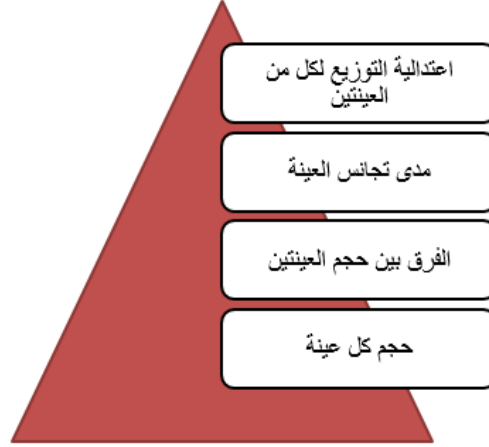 اعتدالية التوزيع لكل من
العينتين
مدى تجانس العينة
الفرق بين حجم العينتين
حجم كل عينة